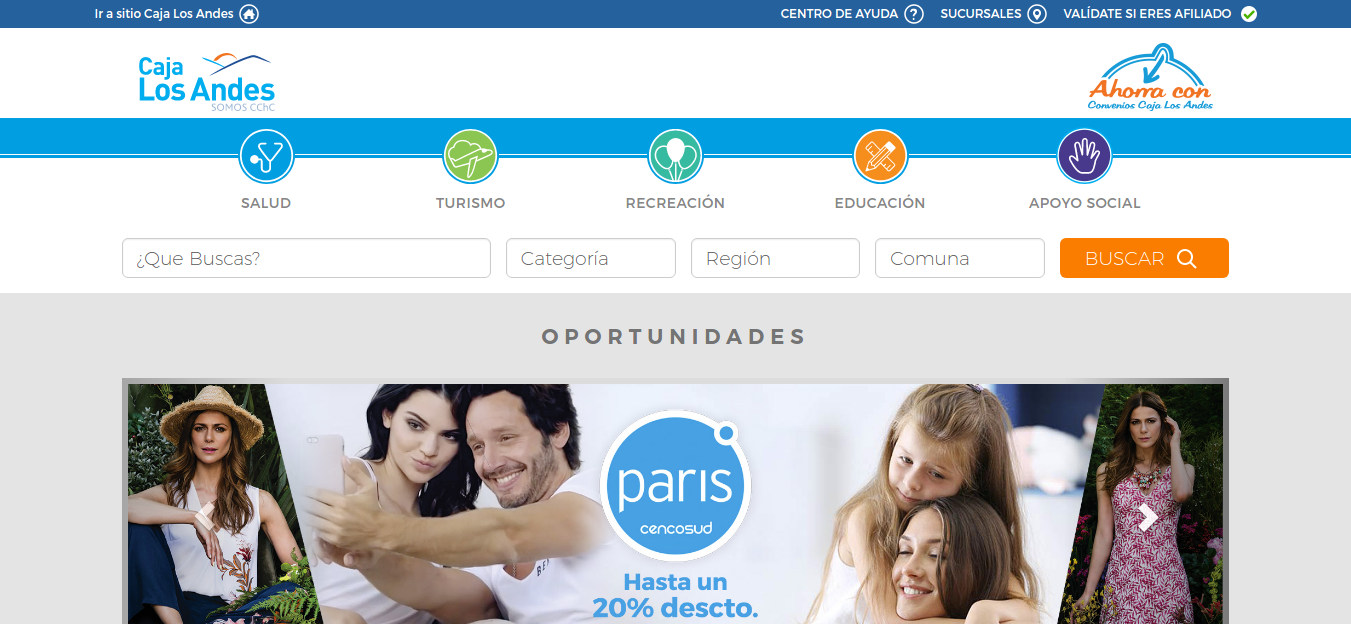 Ir a sitio Caja Los Andes
CENTRO DE AYUDA ?
SUCURSALES
VALÍDATE SI ERES AFILIADO
Caja
Los Andes
SOMOS CChC
Ahorra con
Convenios Caja Los Andes
SALUD
TURISMO
RECREACIÓN
EDUCACIÓN
APOYO SOCIAL
¿Que Buscas?
Categoría
Región
Comuna
BUSCAR
OPORTUNIDADES
paris
cencosud
Hasta un
20% descto.